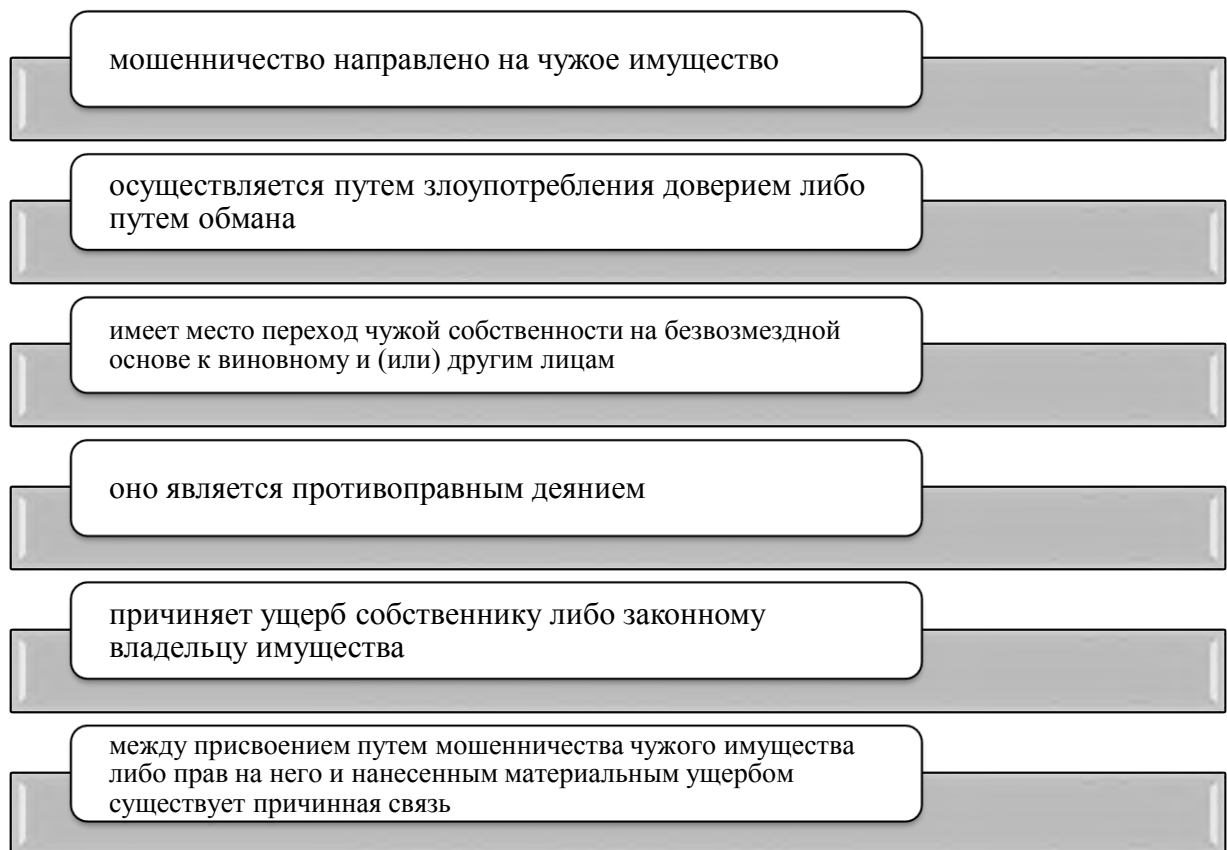 мошенничество направлено на чужое имущество
осуществляется путем злоупотребления доверием либо
путем обмана
имеет место переход чужой собственности на безвозмездной
основе к виновному и (или) другим лицам
оно является противоправным деянием
причиняет ущерб собственнику либо законному
владельцу имущества
между присвоением путем мошенничества чужого имущества
либо прав на него и нанесенным материальным ущербом
существует причинная связь